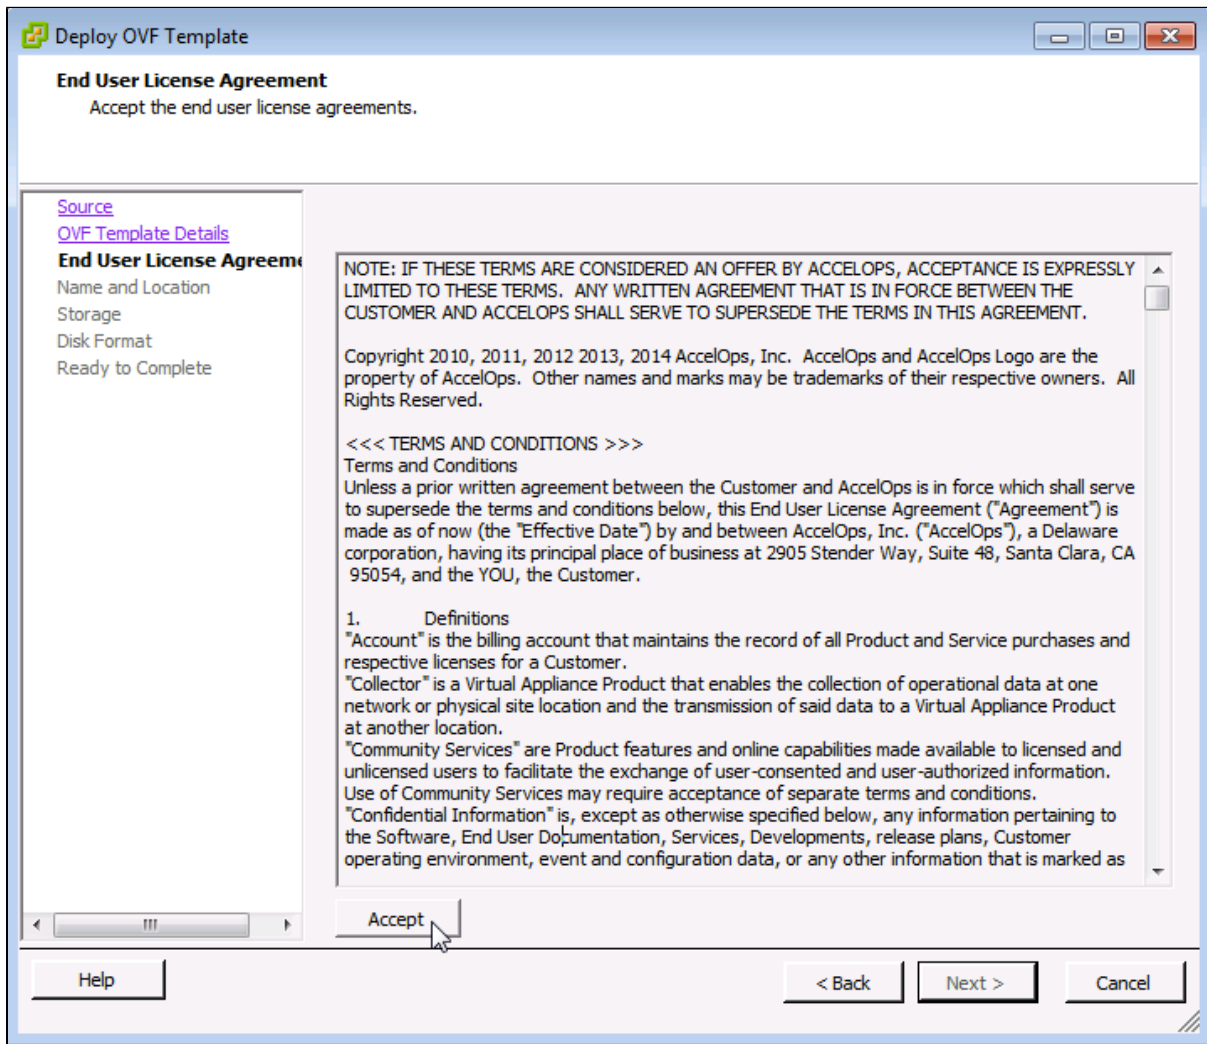 Deploy OVF Template
End User License Agreement
Accept the end user license agreements.
Source
OVF Template Details
End User License Agreeme
Name and Location
Storage
Disk Format
Ready to Complete
NOTE: IF THESE TERMS ARE CONSIDERED AN OFFER BY ACCELOPS, ACCEPTANCE IS EXPRESSLY
LIMITED TO THESE TERMS.  ANY WRITTEN AGREEMENT THAT IS IN FORCE BETWEEN THE
CUSTOMER AND ACCELOPS SHALL SERVE TO SUPERSEDE THE TERMS IN THIS AGREEMENT.
Copyright 2010, 2011, 2012 2013, 2014 AccelOps, Inc.  AccelOps and AccelOps Logo are the
property of AccelOps.  Other names and marks may be trademarks of their respective owners.  All
Rights Reserved.
<<< TERMS AND CONDITIONS >>>
Terms and Conditions
Unless a prior written agreement between the Customer and AccelOps is in force which shall serve
to supersede the terms and conditions below, this End User License Agreement ("Agreement") is
made as of now (the "Effective Date") by and between AccelOps, Inc. ("AccelOps"), a Delaware
corporation, having its principal place of business at 2905 Stender Way, Suite 48, Santa Clara, CA
95054, and the YOU, the Customer.
1. Definitions
"Account" is the billing account that maintains the record of all Product and Service purchases and
respective licenses for a Customer.
"Collector" is a Virtual Appliance Product that enables the collection of operational data at one
network or physical site location and the transmission of said data to a Virtual Appliance Product
at another location.
"Community Services" are Product features and online capabilities made available to licensed and
unlicensed users to facilitate the exchange of user-consented and user-authorized information.
Use of Community Services may require acceptance of separate terms and conditions.
"Confidential Information" is, except as otherwise specified below, any information pertaining to
the Software, End User Documentation, Services, Developments, release plans, Customer
operating environment, event and configuration data, or any other information that is marked as
Accept
Help
< Back
Next >
Cancel